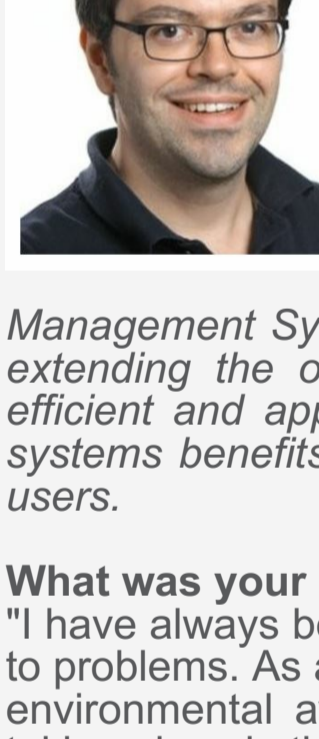 Management Sy
extending the o
efficient and app
systems benefits
users.
What was your
"I have always be
to problems. As a
environmental a